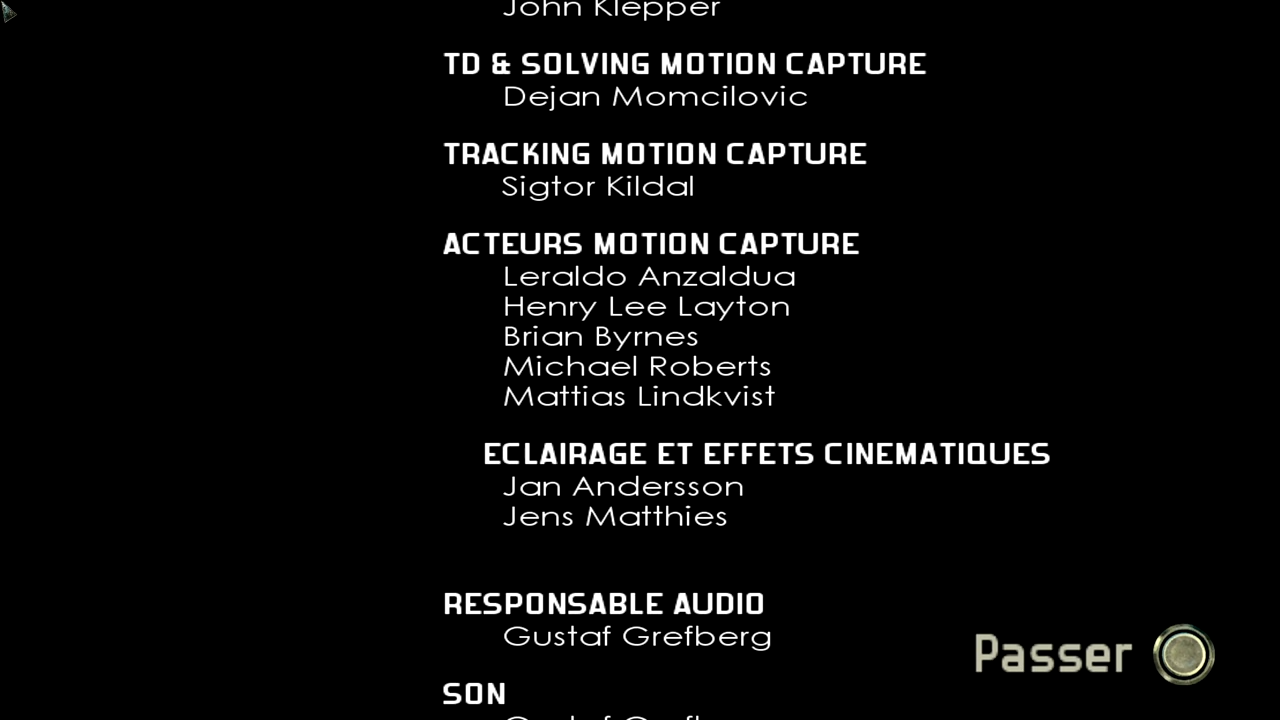 John Klepper
TD & SOLVING MOTION CAPTURE
Dejan Momcilovic
TRACKING MOTION CAPTURE
Sigtor Kildal
ACTEURS MOTION CAPTURE
Leraldo Anzaldua
Henry Lee Layton
Brian Byrnes
Michael Roberts
Mattias Lindkvist
ECLAIRAGE ET EFFETS CINEMATIQUES
Jan Andersson
Jens Matthies
RESPONSABLE AUDIO
Gustaf Grefberg
Passer
SON